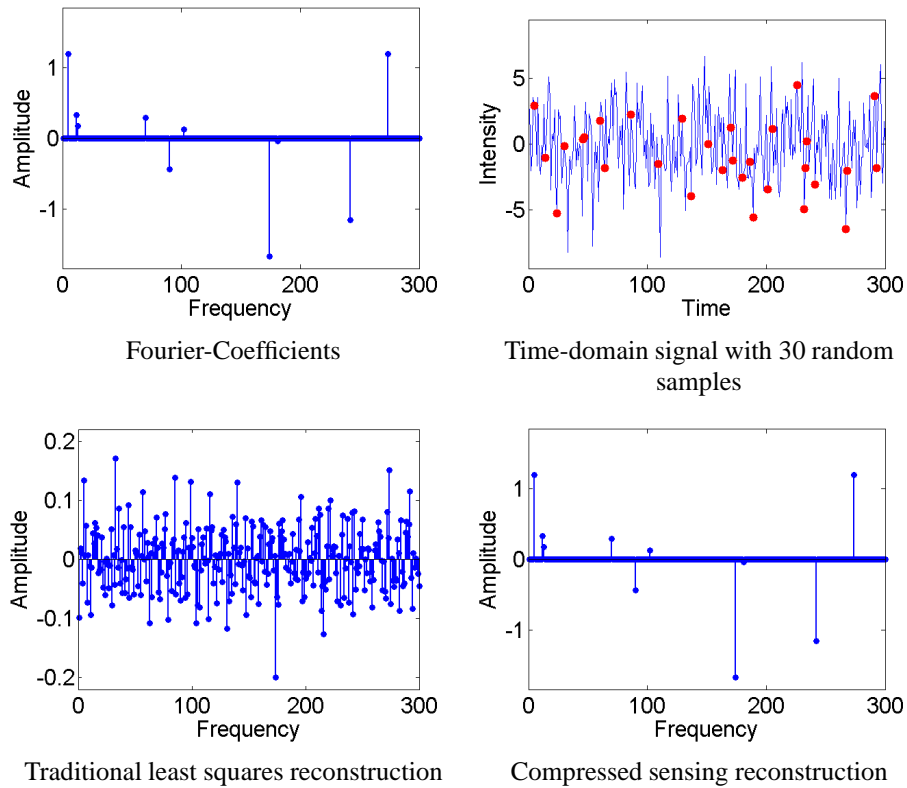 1
0
-1
Amplitude
0
100
200
300
Frequency
Fourier-Coefficients
5
0
-5
Intensity
0
100
200
300
Time
Time-domain signal with 30 random
samples
0.2
0.1
0
-0.1
-0.2
Amplitude
0
100
200
300
Frequency
Traditional least squares reconstruction
1
0
-1
Amplitude
0
100
200
300
Frequency
Compressed sensing reconstruction